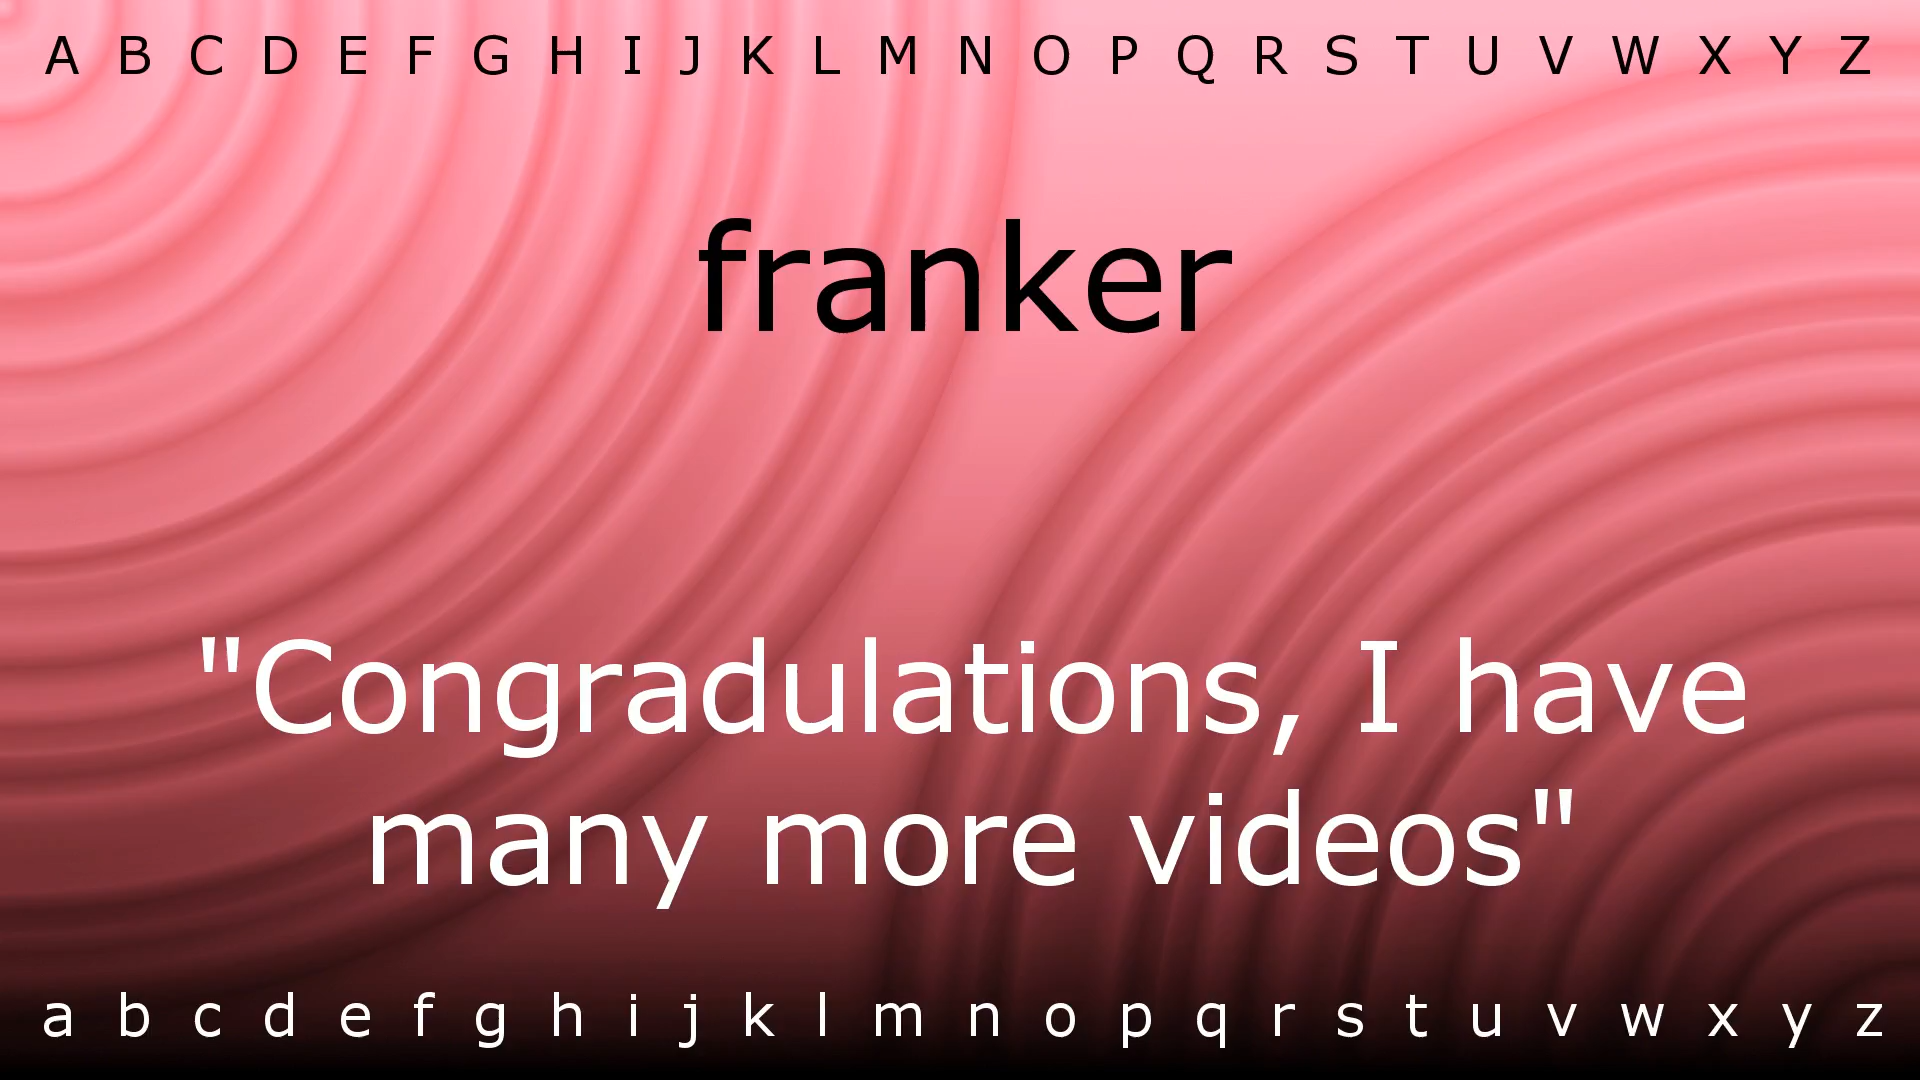 A B C D E F G H I J K L M N O P Q R S T U V W X Y Z
franker
"Congradulations, I have
many more videos"
a b c d e f g h i j k l m n o p q r s t u v w x y z